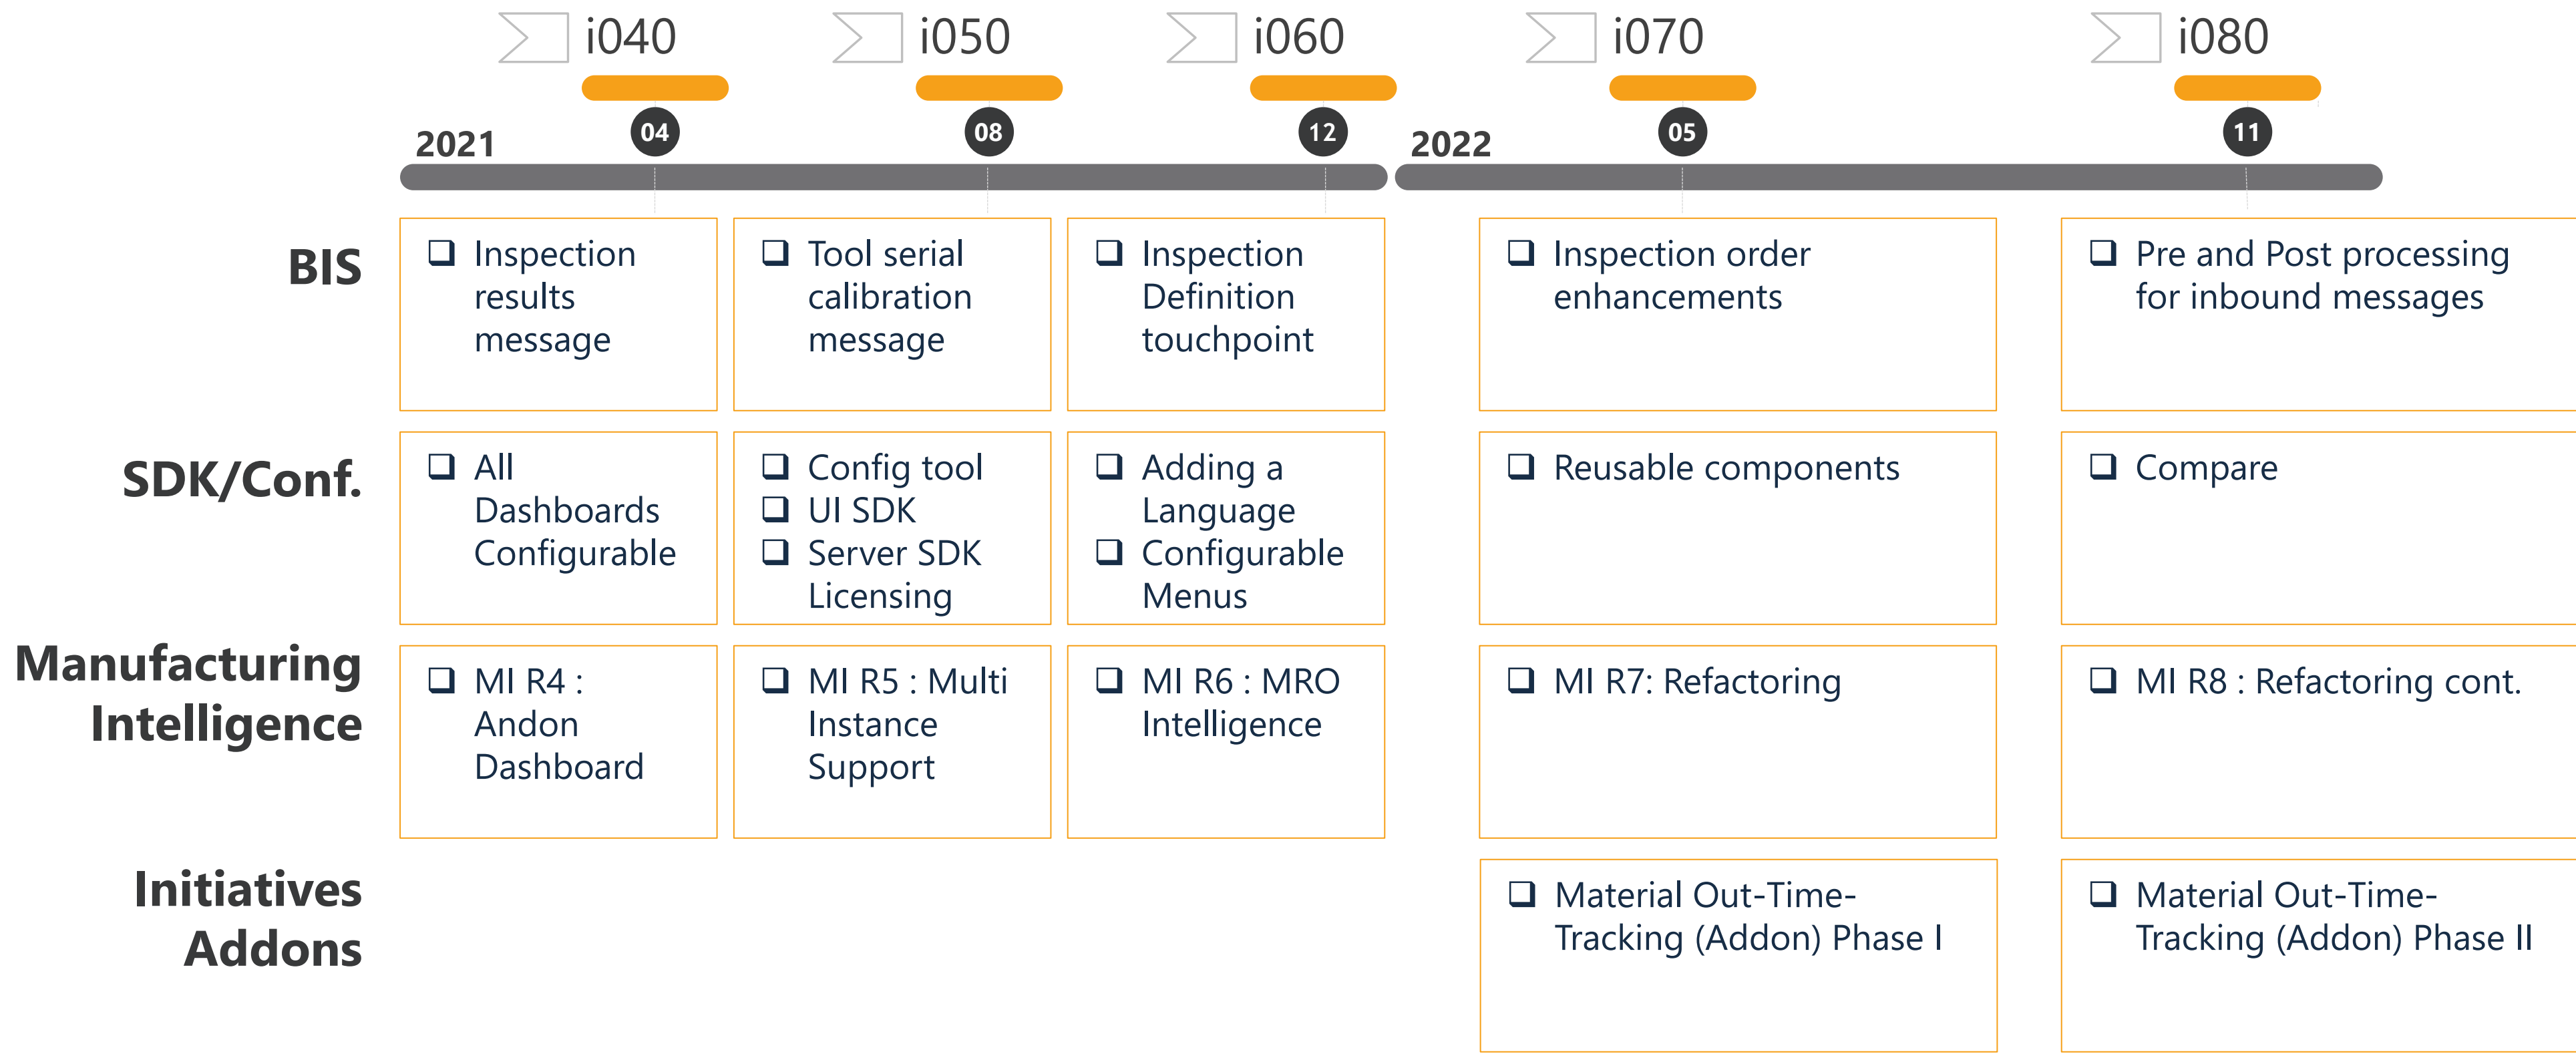 i040
i050
i060
i070
i080
2021
04
08
12
2022
05
11
BIS
Inspection
results
message
Tool serial
calibration
message
Inspection
Definition
touchpoint
Inspection order
enhancements
Pre and Post processing
for inbound messages
SDK/Conf.
All
Dashboards
Configurable
Config tool
UI SDK
Server SDK
Licensing
Adding a
Language
Configurable
Menus
Reusable components
Compare
Manufacturing
Intelligence
MI R4 :
Andon
Dashboard
MI R5 : Multi
Instance
Support
MI R6 : MRO
Intelligence
MI R7: Refactoring
MI R8 : Refactoring cont.
Initiatives
Addons
Material Out-Time-
Tracking (Addon) Phase I
Material Out-Time-
Tracking (Addon) Phase II